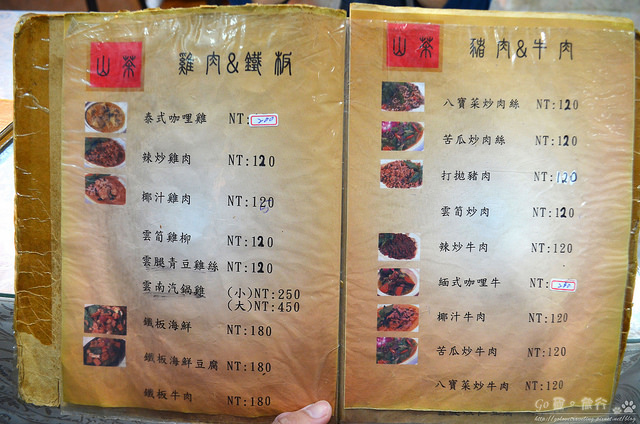 山茶 雞肉&鐵板
泰式咖哩雞 NT:
辣炒雞肉 NT:120
椰汁雞肉 NT:120
雲筍雞柳 NT:120
雲腿青豆雞絲 NT:120
雲南汽鍋雞 (小)NT:250
(大)NT:450
鐵板海鮮 NT:180
鐵板海鮮豆腐 NT:180
鐵板牛肉 NT:180
山茶 豬肉&牛肉
八寶菜炒肉絲 NT:120
苦瓜炒肉絲 NT:120
打拋豬肉 NT:120
雲筍炒肉 NT:120
辣炒牛肉 NT:120
緬式咖哩牛 NT:
椰汁牛肉 NT:120
苦瓜炒牛肉 NT:120
八寶菜炒牛肉 NT:120